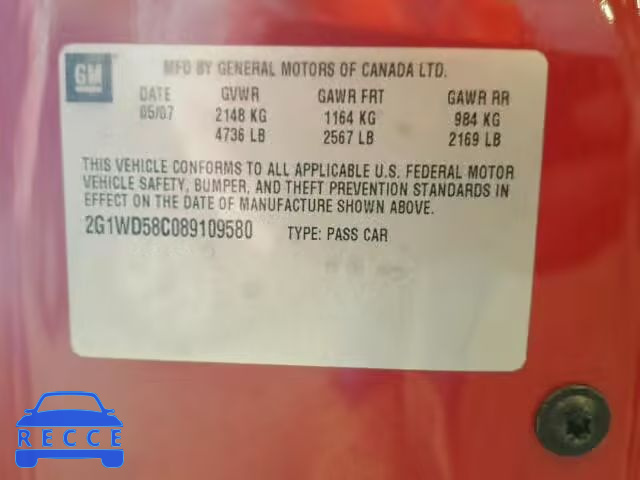 GM
MFD BY GENERAL MOTORS OF CANADA LTD.
DATE GVWR GAWR FRT GAWR RR
05/07 2148 KG 1164 KG 984 KG
4736 LB 2567 LB 2169 LB
THIS VEHICLE CONFORMS TO ALL APPLICABLE U.S. FEDERAL MOTOR
VEHICLE SAFETY, BUMPER, AND THEFT PREVENTION STANDARDS IN
EFFECT ON THE DATE OF MANUFACTURE SHOWN ABOVE.
2G1WD58C089109580 TYPE: PASS CAR
RECCE